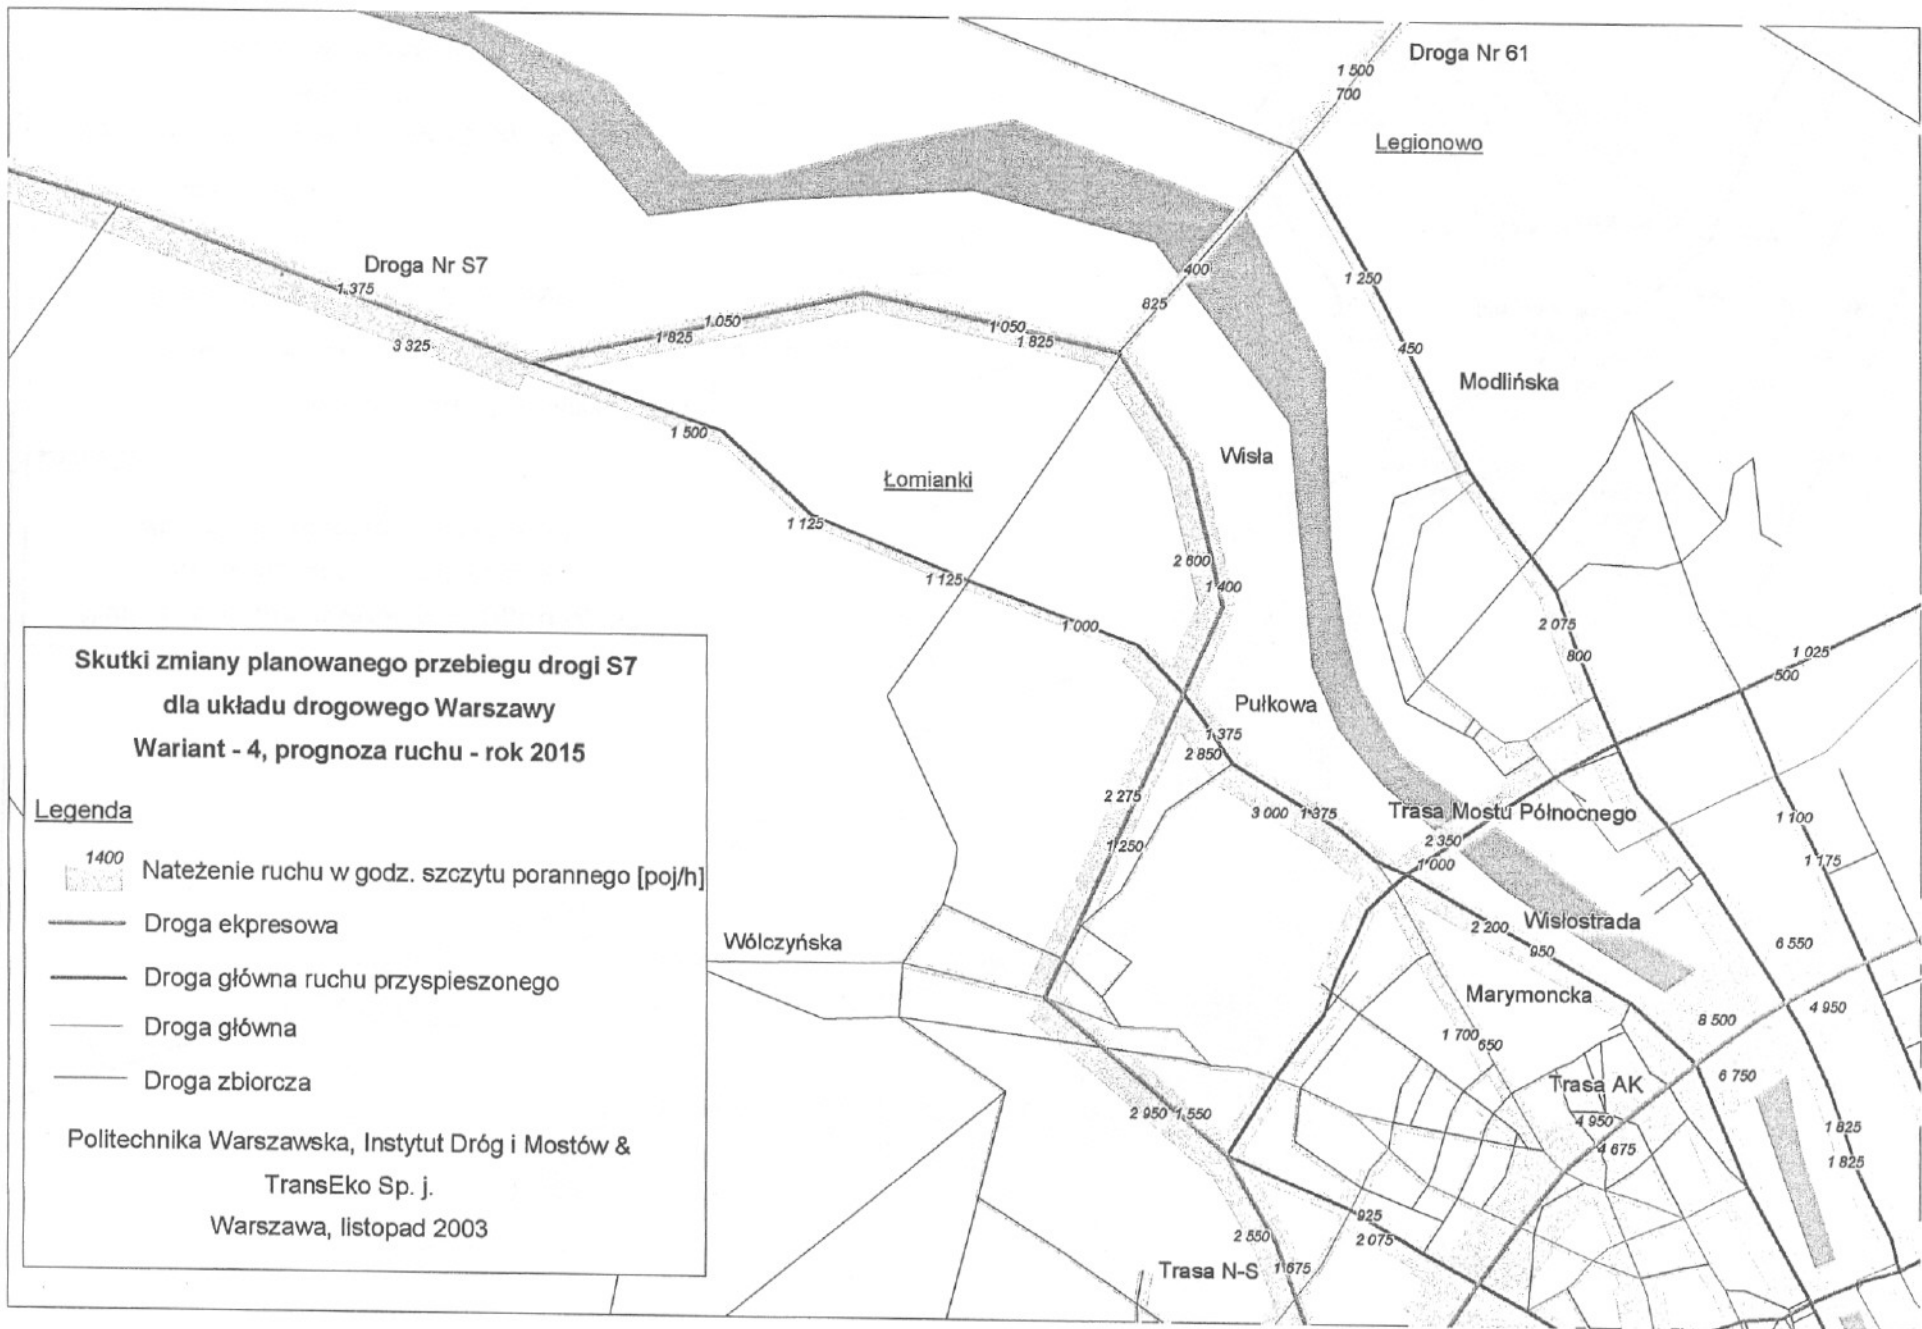 Droga Nr 61
1 500
700
Legionowo
Droga Nr S7
1 375
3 325
1 825
1 050
1 050
1 825
825
400
1 250
450
Modlińska
Wisła
1 500
Łomianki
1 125
1 125
1 000
2 600
1 400
2 075
800
1 025
500
Pułkowa
1 375
2 850
2 275
1 250
3 000
1 375
Trasa Mostu Północnego
2 350
1 000
1 100
1 175
Wólczyńska
2 200
950
Wisłostrada
6 550
Marymoncka
8 500
4 950
1 700
650
Trasa AK
6 750
4 950
4 675
1 825
1 825
2 950
1 550
925
2 075
2 550
1 675
Trasa N-S
Skutki zmiany planowanego przebiegu drogi S7
dla układu drogowego Warszawy
Wariant - 4, prognoza ruchu - rok 2015
Legenda
1400
Nateżenie ruchu w godz. szczytu porannego [poj/h]
Droga ekpresowa
Droga główna ruchu przyspieszonego
Droga główna
Droga zbiorcza
Politechnika Warszawska, Instytut Dróg i Mostów &
TransEko Sp. j.
Warszawa, listopad 2003